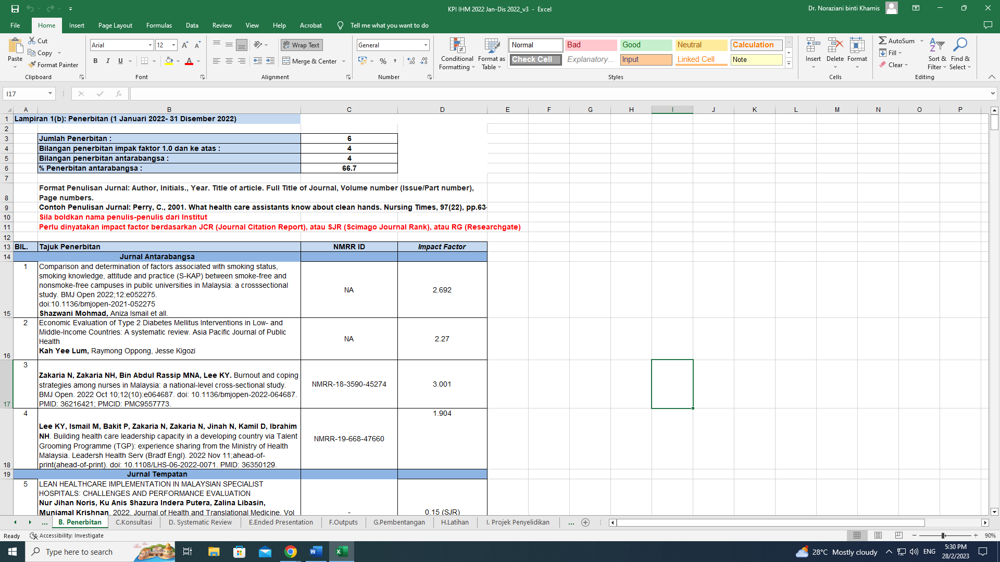 KPI IHM 2022 Jan-Dis 2022_v3 - Excel
Dr. Noraziani binti Khamis
File Home Insert Page Layout Formulas Data Review View Help Acrobat Tell me what you want to do
Paste
Cut
Copy
Format Painter
Clipboard
Arial 12
B I U A
Font
Wrap Text
Merge & Center
Alignment
General
% ,
Number
Conditional Formatting
Format as Table
Normal Bad Good Neutral Calculation
Check Cell Explanatory... Input Linked Cell Note
Styles
Insert Delete Format
Cells
AutoSum
Fill
Clear
Sort & Filter
Find & Select
Editing
I17
fx
A B C D E F G H I J K L M N O P
1 Lampiran 1(b): Penerbitan (1 Januari 2022- 31 Disember 2022)
2
3 Jumlah Penerbitan : 6
4 Bilangan penerbitan impak faktor 1.0 dan ke atas : 4
5 Bilangan penerbitan antarabangsa : 4
6 % Penerbitan antarabangsa : 66.7
7
Format Penulisan Jurnal: Author, Initials., Year. Title of article. Full Title of Journal, Volume number (Issue/Part number),
8 Page numbers.
9 Contoh Penulisan Jurnal: Perry, C., 2001. What health care assistants know about clean hands. Nursing Times, 97(22), pp.63-
10 Sila boldkan nama penulis-penulis dari Institut
11 Perlu dinyatakan impact factor berdasarkan JCR (Journal Citation Report), atau SJR (Scimago Journal Rank), atau RG (Researchgate)
12
13 BIL. Tajuk Penerbitan NMRR ID Impact Factor
14 Jurnal Antarabangsa
1 Comparison and determination of factors associated with smoking status,
smoking knowledge, attitude and practice (S-KAP) between smoke-free and
nonsmoke-free campuses in public universities in Malaysia: a crosssectional
study. BMJ Open 2022;12:e052275.
doi:10.1136/bmjopen-2021-052275
15 Shazwani Mohmad, Aniza Ismail et all.
NA 2.692
2 Economic Evaluation of Type 2 Diabetes Mellitus Interventions in Low- and
Middle-Income Countries: A systematic review. Asia Pacific Journal of Public
Health
Kah Yee Lum, Raymong Oppong, Jesse Kigozi
16
NA 2.27
3
Zakaria N, Zakaria NH, Bin Abdul Rassip MNA, Lee KY. Burnout and coping
strategies among nurses in Malaysia: a national-level cross-sectional study.
BMJ Open. 2022 Oct 10;12(10):e064687. doi: 10.1136/bmjopen-2022-064687.
17 PMID: 36216421; PMCID: PMC9557773.
NMRR-18-3590-45274 3.001
4 1.904
Lee KY, Ismail M, Bakit P, Zakaria N, Zakaria N, Jinah N, Kamil D, Ibrahim
NH. Building health care leadership capacity in a developing country via Talent
Grooming Programme (TGP): experience sharing from the Ministry of Health
Malaysia. Leadersh Health Serv (Bradf Engl). 2022 Nov 11;ahead-of-
18 print(ahead-of-print). doi: 10.1108/LHS-06-2022-0071. PMID: 36350129.
NMRR-19-668-47660
19 Jurnal Tempatan
5 LEAN HEALTHCARE IMPLEMENTATION IN MALAYSIAN SPECIALIST
HOSPITALS: CHALLENGES AND PERFORMANCE EVALUATION
Nur Jihan Noris, Ku Anis Shazura Indera Putera, Zalina Libasin,
Muniamal Krishnan. 2022. Journal of Health and Translational Medicine. Vol
- 0.15 (SJR)
... B. Penerbitan C.Konsultasi D. Systematic Review E.Ended Presentation F.Outputs G.Pembentangan H.Latihan I. Projek Penyelidikan ...
Ready Accessibility: Investigate 90%
Type here to search
28°C Mostly cloudy ENG
5:30 PM
28/2/2023